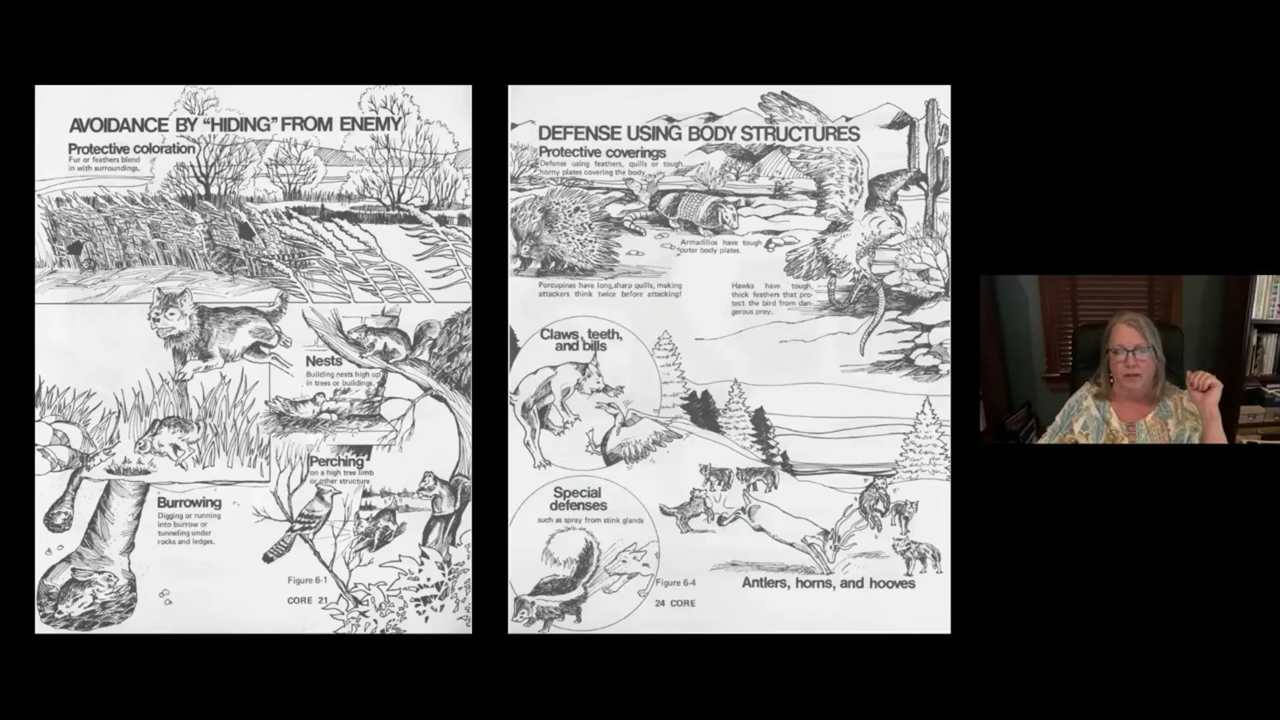 AVOIDANCE BY “HIDING” FROM ENEMY
Protective coloration
Fur or feathers blend
in with surroundings.
Nests
Building nests high up
in trees or buildings.
Perching
on a high tree limb
or other structure
Burrowing
Digging or running
into burrow or
tunneling under
rocks and ledges.
Figure 6-1
CORE 21
DEFENSE USING BODY STRUCTURES
Protective coverings
Defense using feathers, quills or tough
horny plates covering the body.
Armadillos have tough
outer body plates.
Porcupines have long,sharp quills, making
attackers think twice before attacking!
Hawks have tough,
thick feathers that pro-
tect the bird from dan-
gerous prey.
Claws, teeth,
and bills
Special
defenses
such as spray from stink glands
Figure 6-4
24 CORE
Antlers, horns, and hooves